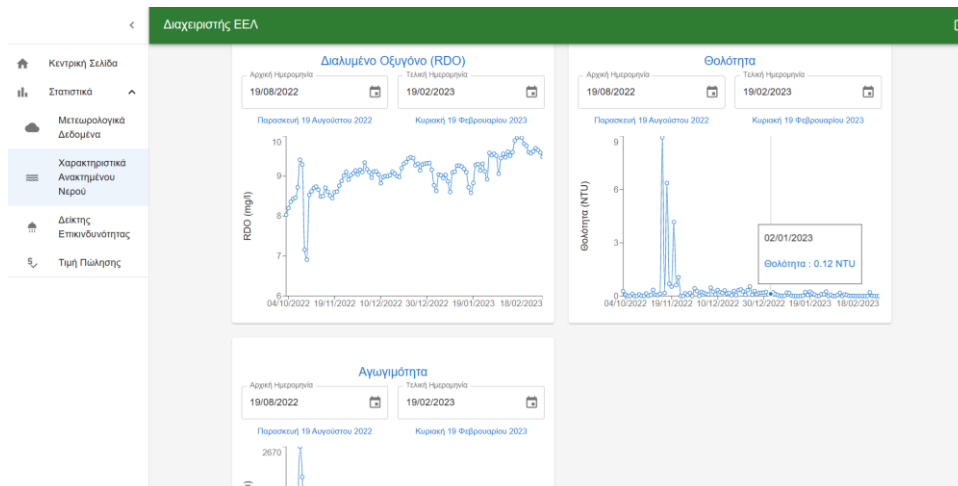 Διαχειριστής ΕΕΛ
Κεντρική Σελίδα
Στατιστικά
Μετεωρολογικά
Δεδομένα
Χαρακτηριστικά
Ανακτημένου
Νερού
Δείκτης
Επικινδυνότητας
Τιμή Πώλησης
Διαλυμένο Οξυγόνο (RDO)
Αρχική Ημερομηνία
Τελική Ημερομηνία
19/08/2022
19/02/2023
Παρασκευή 19 Αυγούστου 2022
Κυριακή 19 Φεβρουαρίου 2023
RDO (mg/l)
10
9
8
7
6
04/10/2022 19/11/2022 10/12/2022 30/12/2022 19/01/2023 18/02/2023
Θολότητα
Αρχική Ημερομηνία
Τελική Ημερομηνία
19/08/2022
19/02/2023
Παρασκευή 19 Αυγούστου 2022
Κυριακή 19 Φεβρουαρίου 2023
Θολότητα (NTU)
9
6
3
0
02/01/2023
Θολότητα : 0.12 NTU
04/10/2022 19/11/2022 10/12/2022 30/12/2022 19/01/2023 18/02/2023
Αγωγιμότητα
Αρχική Ημερομηνία
Τελική Ημερομηνία
19/08/2022
19/02/2023
Παρασκευή 19 Αυγούστου 2022
Κυριακή 19 Φεβρουαρίου 2023
2670